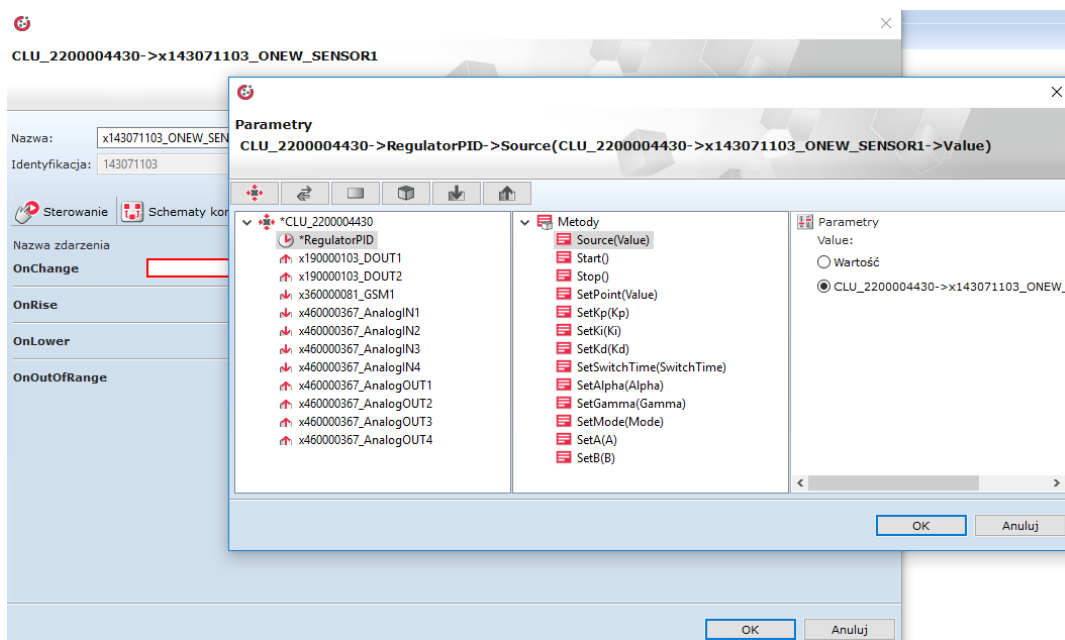 CLU_2200004430->x143071103_ONEW_SENSOR1
Nazwa: x143071103_ONEW_SEN
Identyfikacja: 143071103
Sterowanie Schematy kor
Nazwa zdarzenia
OnChange
OnRise
OnLower
OnOutOfRange
OK Anuluj
Parametry
CLU_2200004430->RegulatorPID->Source(CLU_2200004430->x143071103_ONEW_SENSOR1->Value)
*CLU_2200004430
*RegulatorPID
x190000103_DOUT1
x190000103_DOUT2
x360000081_GSM1
x460000367_AnalogIN1
x460000367_AnalogIN2
x460000367_AnalogIN3
x460000367_AnalogIN4
x460000367_AnalogOUT1
x460000367_AnalogOUT2
x460000367_AnalogOUT3
x460000367_AnalogOUT4
Metody
Source(Value)
Start()
Stop()
SetPoint(Value)
SetKp(Kp)
SetKi(Ki)
SetKd(Kd)
SetSwitchTime(SwitchTime)
SetAlpha(Alpha)
SetGamma(Gamma)
SetMode(Mode)
SetA(A)
SetB(B)
Parametry
Value:
Wartość
CLU_2200004430->x143071103_ONEW_
OK Anuluj